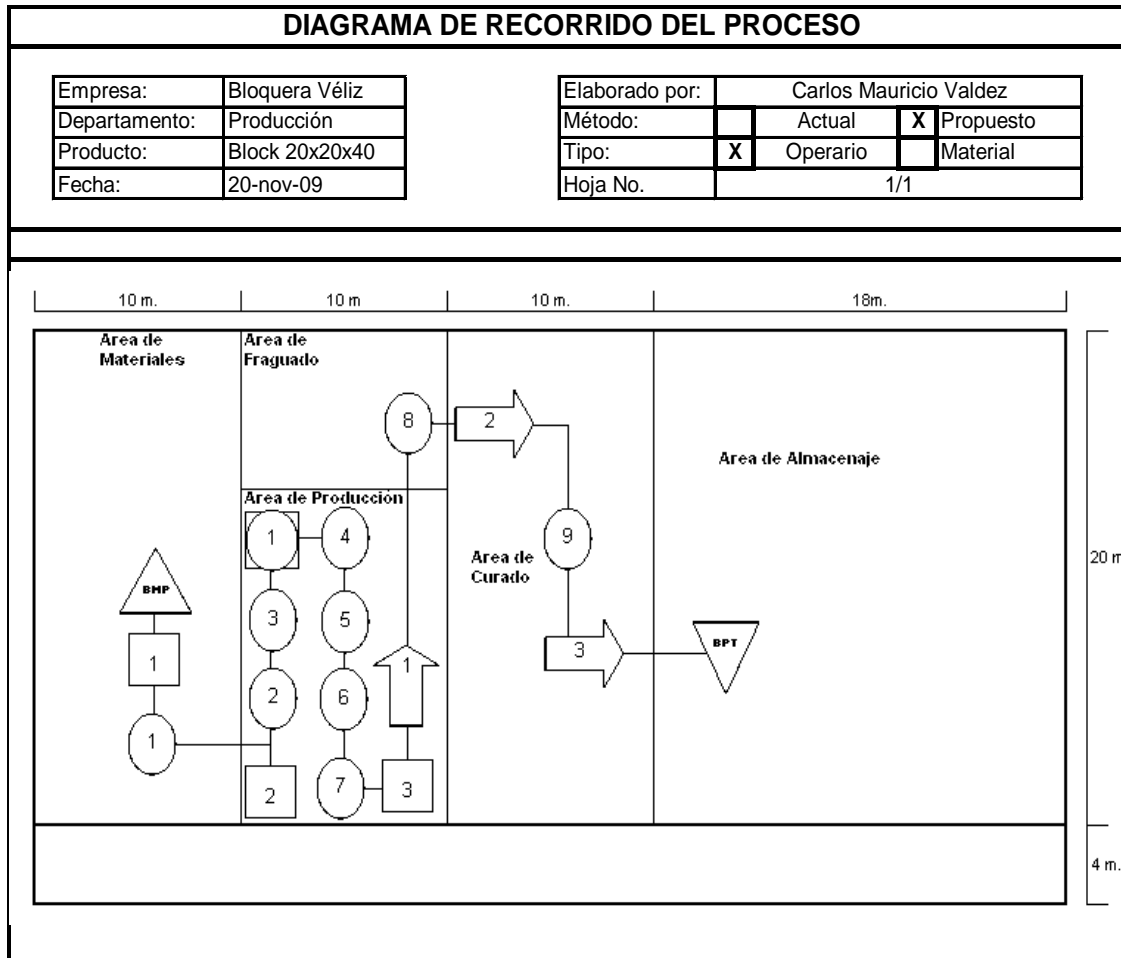 DIAGRAMA DE RECORRIDO DEL PROCESO
Empresa: Bloquera Véliz
Departamento: Producción
Producto: Block 20x20x40
Fecha: 20-nov-09
Elaborado por: Carlos Mauricio Valdez
Método: Actual X Propuesto
Tipo: X Operario Material
Hoja No. 1/1
10 m. 10 m 10 m. 18m.
Area de
Materiales
Area de
Fraguado
8
2
Area de Almacenaje
Area de Producción
1 4
9
Area de
Curado
20 m
BMP
3 5
1
1
2 6
3
BPT
1
2
7
3
4 m.